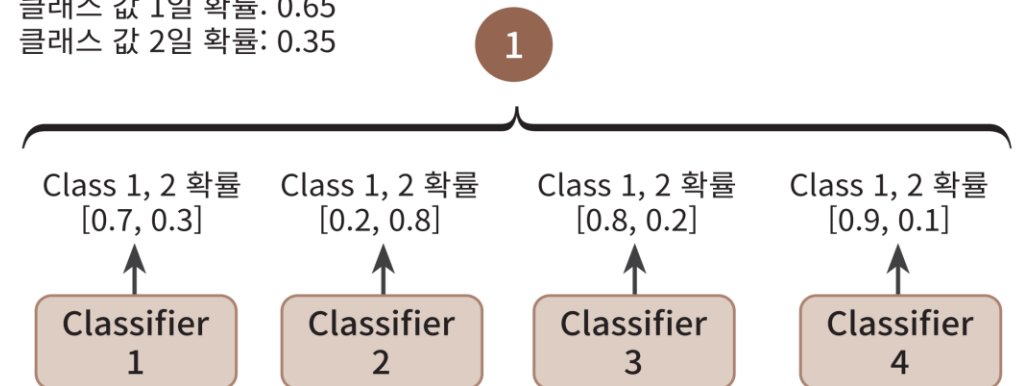 클래스 값 1일 확률: 0.65
클래스 값 2일 확률: 0.35
1
Class 1, 2 확률
[0.7, 0.3]
Class 1, 2 확률
[0.2, 0.8]
Class 1, 2 확률
[0.8, 0.2]
Class 1, 2 확률
[0.9, 0.1]
Classifier
1
Classifier
2
Classifier
3
Classifier
4